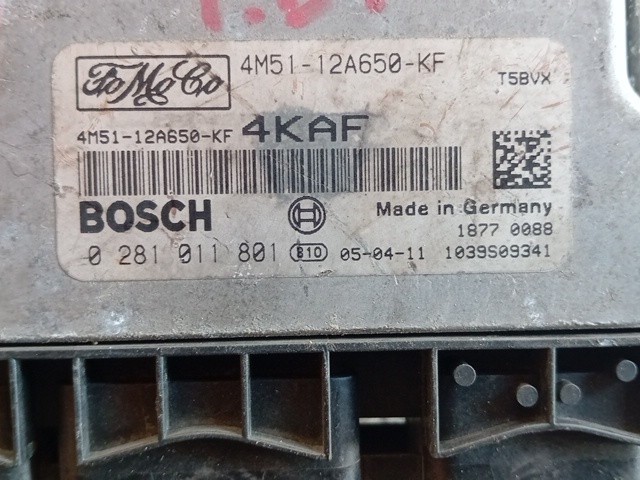 FoMoCo 4M51-12A650-KF
T5BVX
4M51-12A650-KF 4KAF
BOSCH
Made in Germany
1877 0088
0 281 011 801 B10 05-04-11 1039S09341